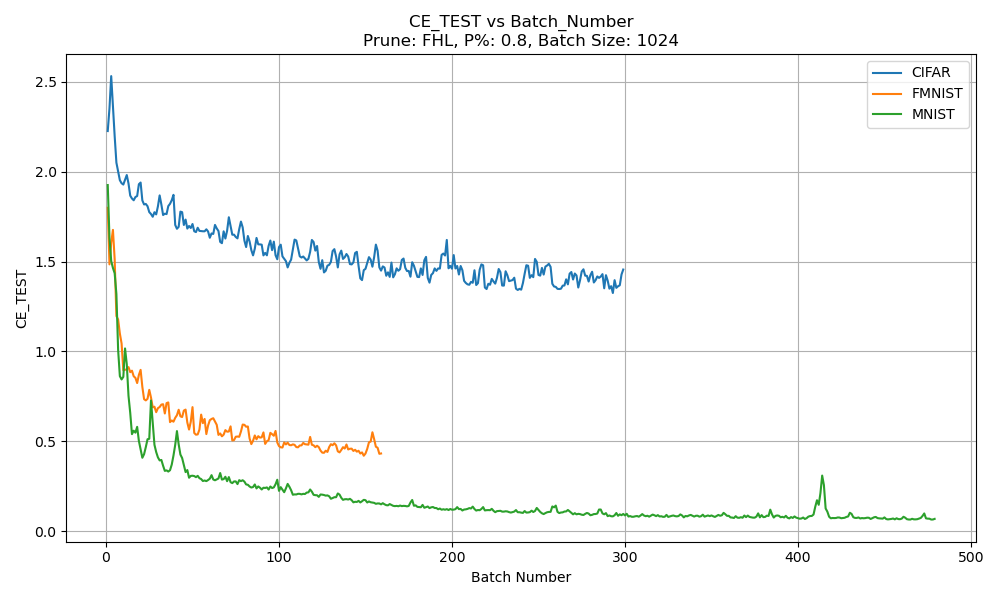 CE_TEST vs Batch_Number
Prune: FHL, P%: 0.8, Batch Size: 1024
CIFAR
FMNIST
MNIST
CE_TEST
2.5
2.0
1.5
1.0
0.5
0.0
0
100
200
300
400
500
Batch Number